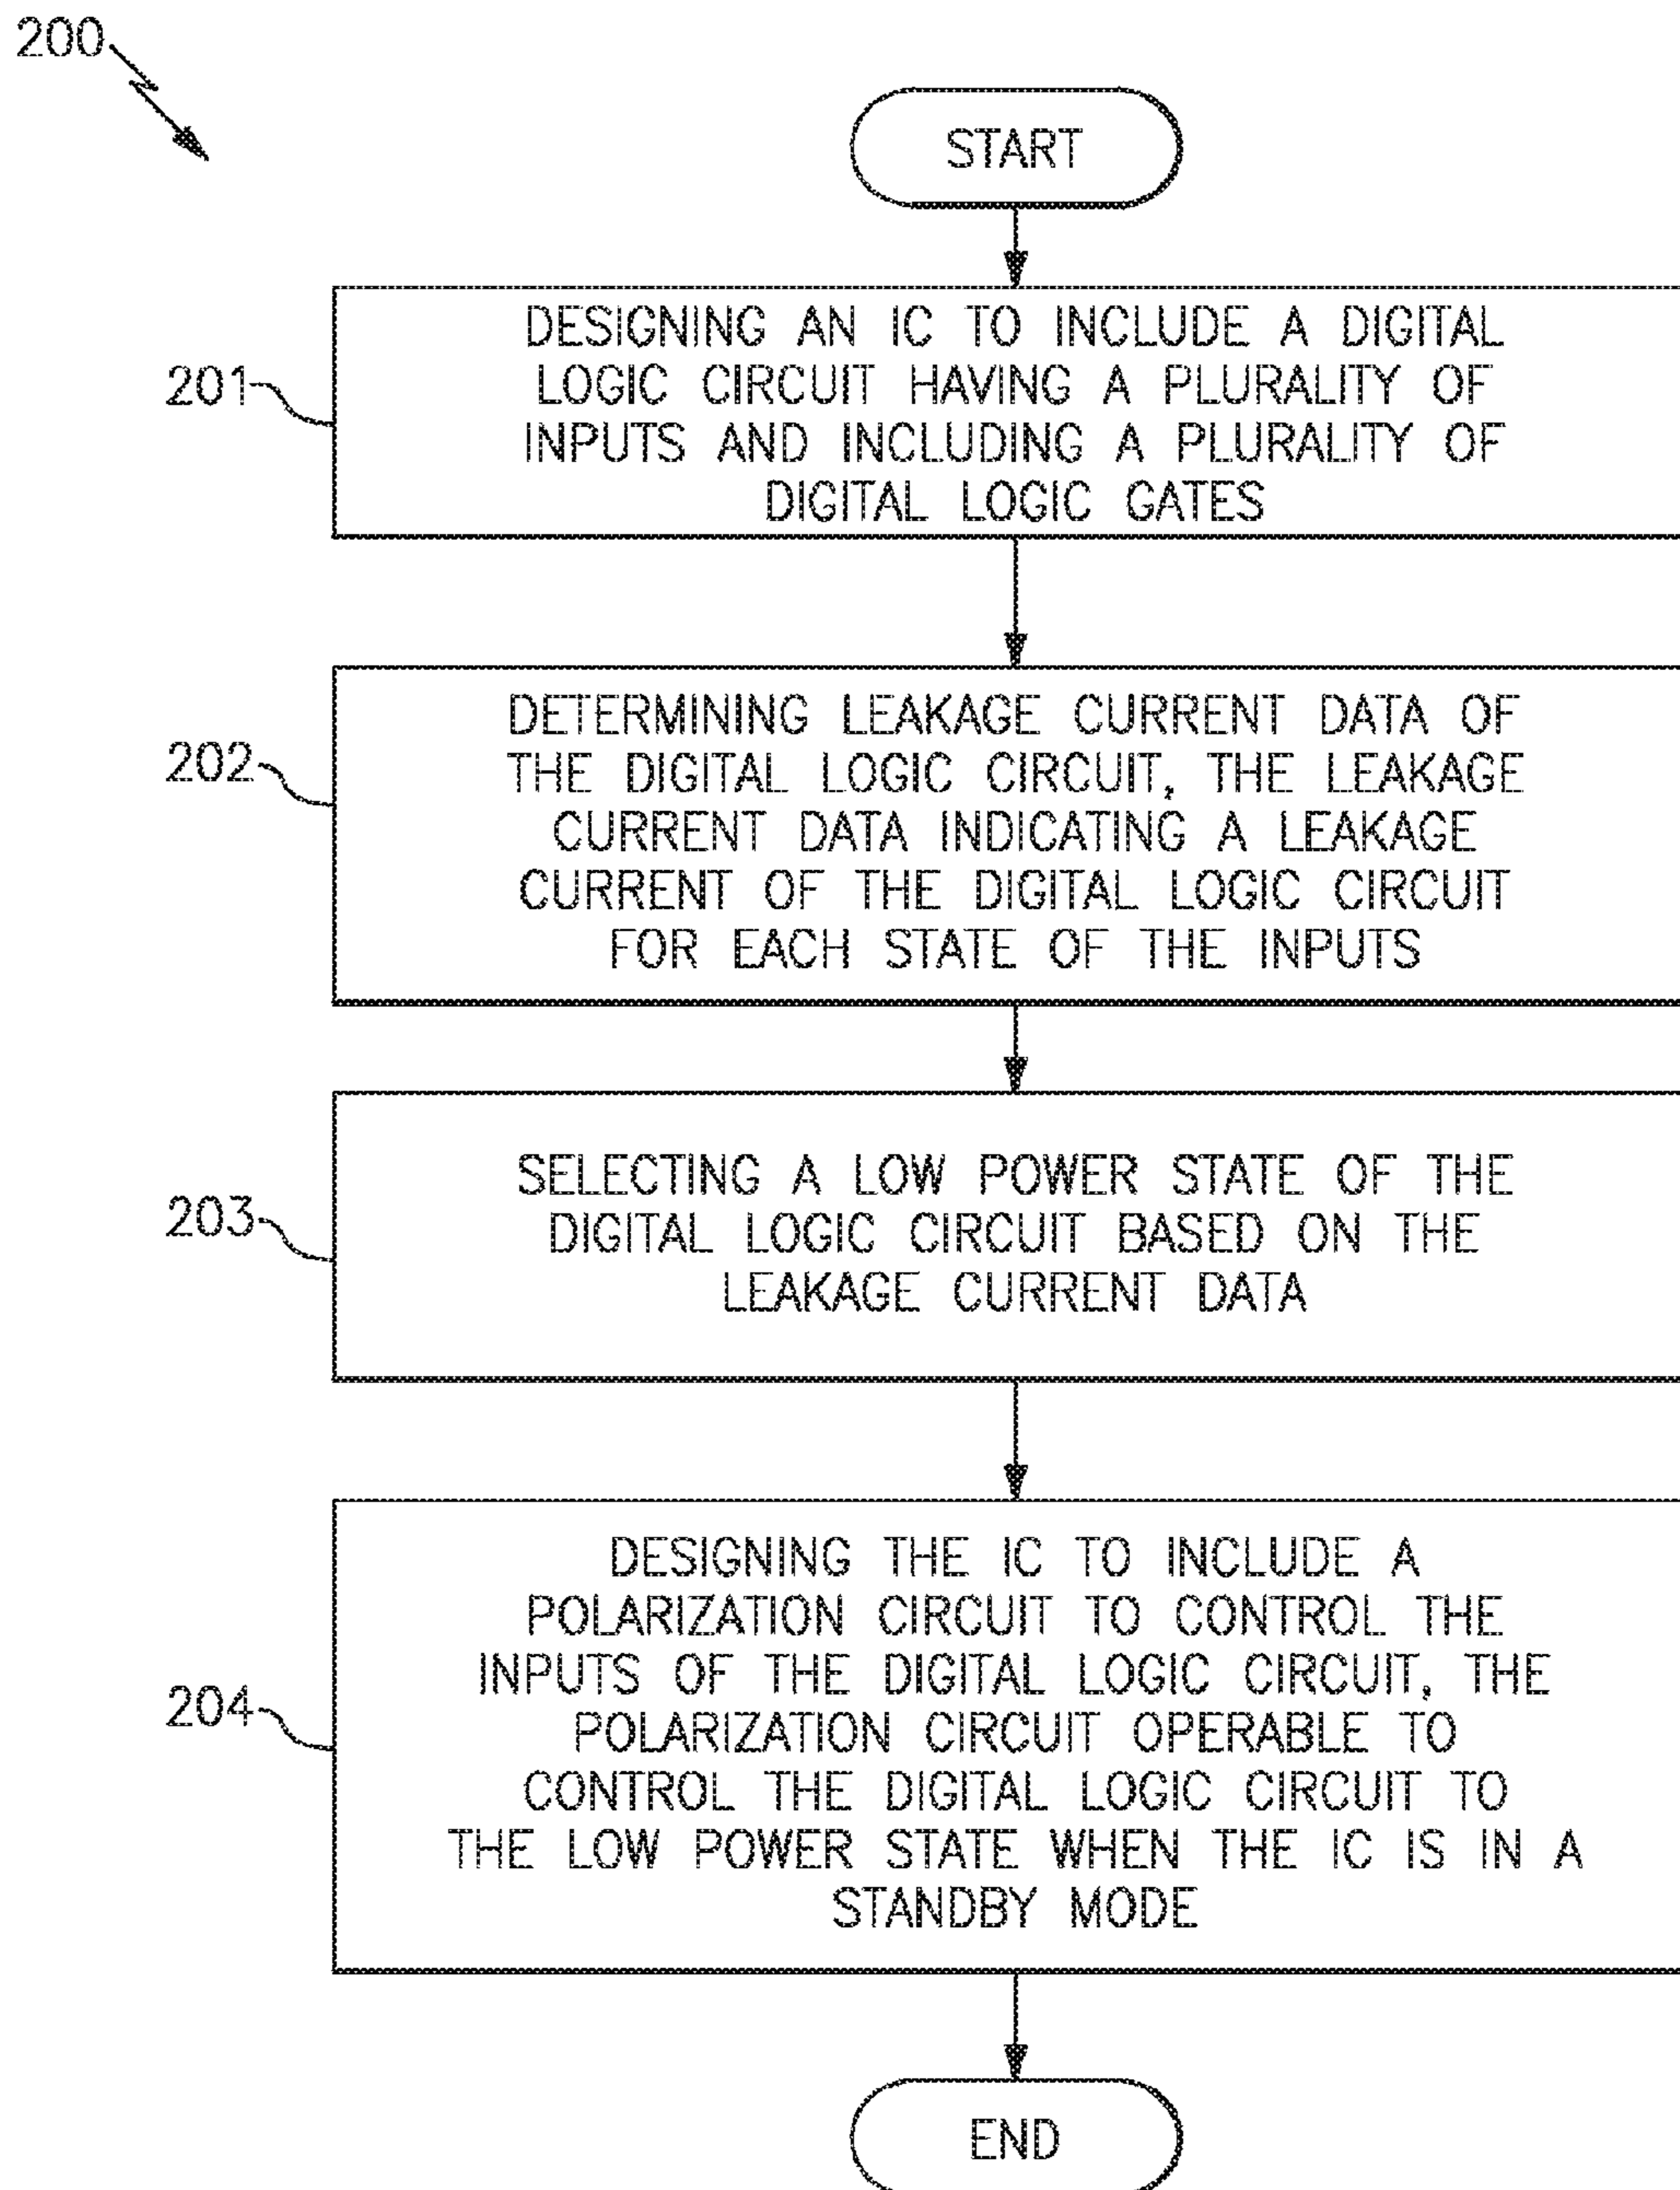 200
START
201
DESIGNING AN IC TO INCLUDE A DIGITAL
LOGIC CIRCUIT HAVING A PLURALITY OF
INPUTS AND INCLUDING A PLURALITY OF
DIGITAL LOGIC GATES
202
DETERMINING LEAKAGE CURRENT DATA OF
THE DIGITAL LOGIC CIRCUIT, THE LEAKAGE
CURRENT DATA INDICATING A LEAKAGE
CURRENT OF THE DIGITAL LOGIC CIRCUIT
FOR EACH STATE OF THE INPUTS
203
SELECTING A LOW POWER STATE OF THE
DIGITAL LOGIC CIRCUIT BASED ON THE
LEAKAGE CURRENT DATA
204
DESIGNING THE IC TO INCLUDE A
POLARIZATION CIRCUIT TO CONTROL THE
INPUTS OF THE DIGITAL LOGIC CIRCUIT, THE
POLARIZATION CIRCUIT OPERABLE TO
CONTROL THE DIGITAL LOGIC CIRCUIT TO
THE LOW POWER STATE WHEN THE IC IS IN A
STANDBY MODE
END